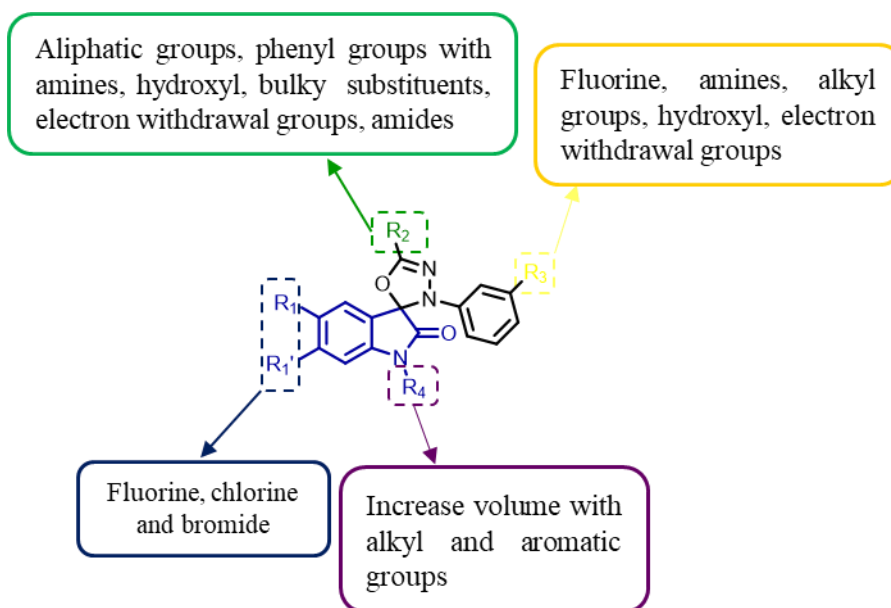 Aliphatic groups, phenyl groups with
amines, hydroxyl, bulky substituents,
electron withdrawal groups, amides
Fluorine, amines, alkyl
groups, hydroxyl, electron
withdrawal groups
R2
N
O
N
R3
R1
O
R1'
N
R4
Fluorine, chlorine
and bromide
Increase volume with
alkyl and aromatic
groups